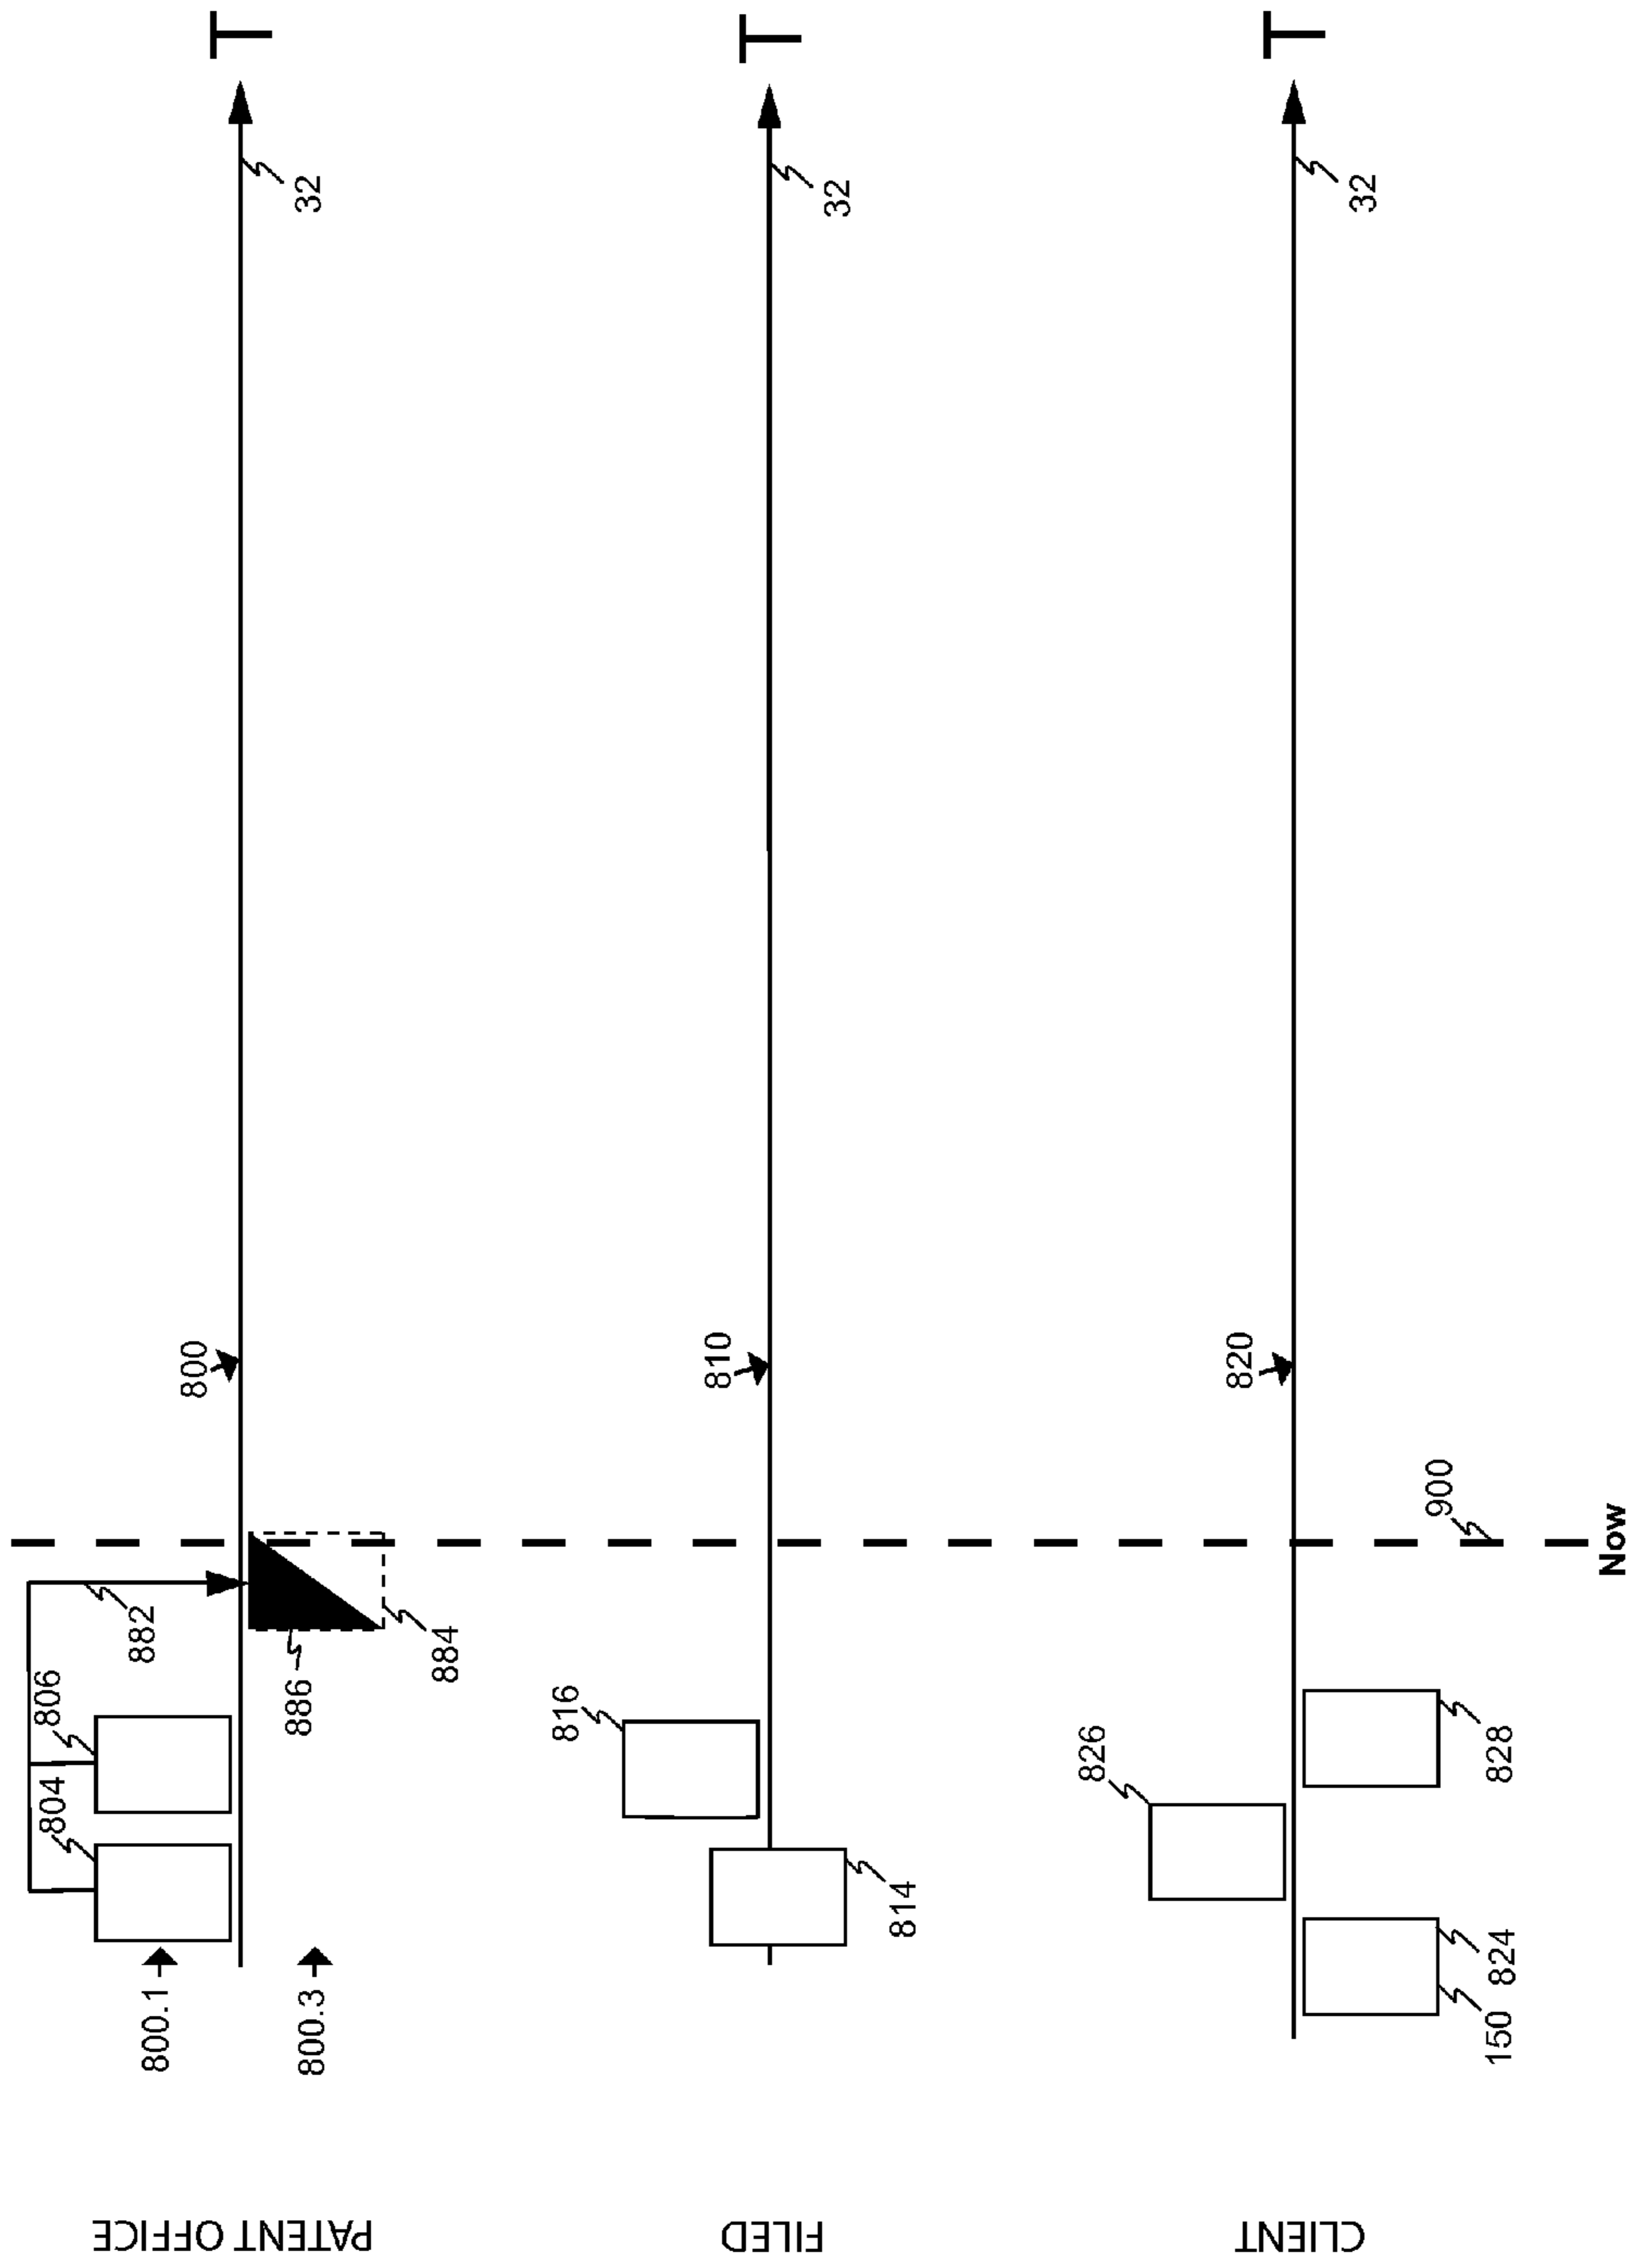 804
806
882
800.1
800
PATENT OFFICE
T
800.3
886
32
884
816
810
FILED
T
32
814
826
820
CLIENT
T
32
900
150
824
828
Now